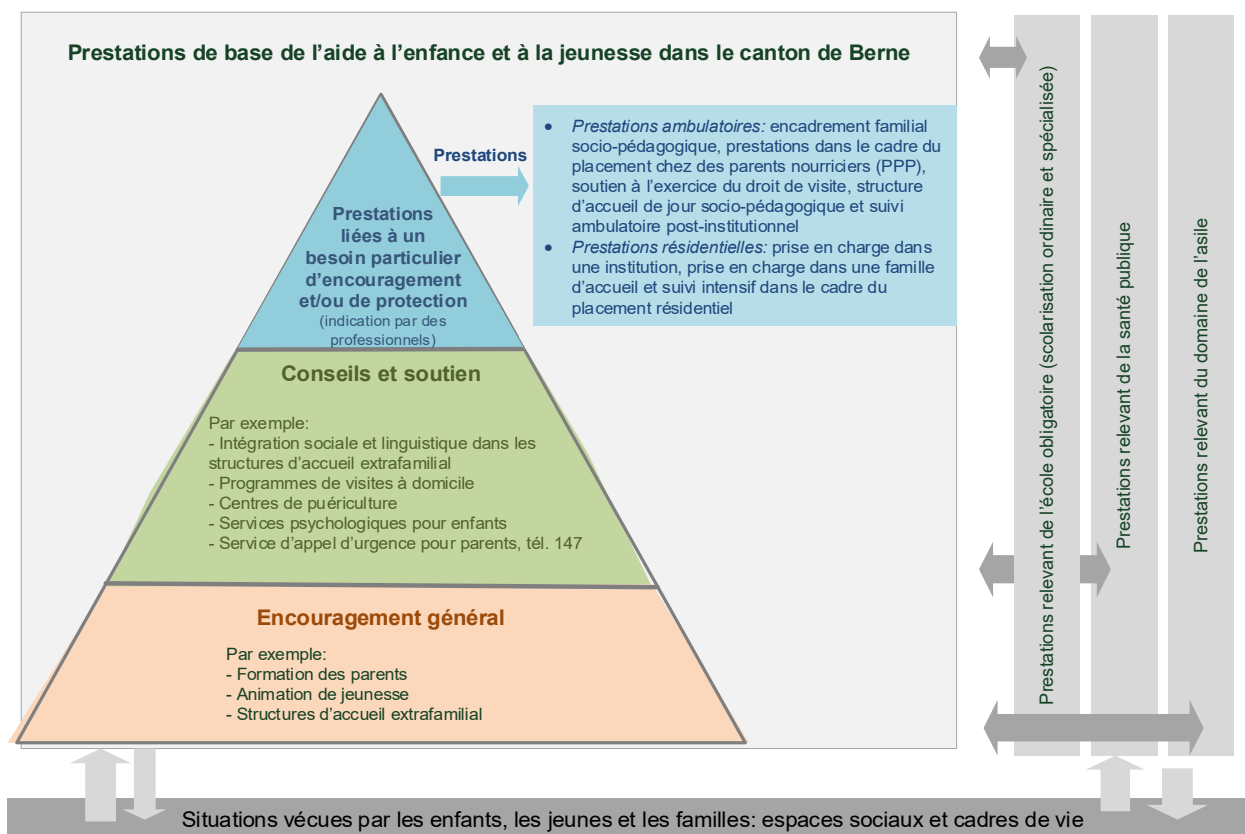 Prestations de base de l'aide à l'enfance et à la jeunesse dans le canton de Berne
Prestations
• Prestations ambulatoires: encadrement familial
socio-pédagogique, prestations dans le cadre du
placement chez des parents nourriciers (PPP),
soutien à l'exercice du droit de visite, structure
d'accueil de jour socio-pédagogique et suivi
ambulatoire post-institutionnel
• Prestations résidentielles: prise en charge dans
une institution, prise en charge dans une famille
d'accueil et suivi intensif dans le cadre du
placement résidentiel
Prestations
liées à un
besoin particulier
d'encouragement
et/ou de protection
(indication par des
professionnels)
Conseils et soutien
Par exemple:
- Intégration sociale et linguistique dans les
structures d'accueil extrafamilial
- Programmes de visites à domicile
- Centres de puériculture
- Services psychologiques pour enfants
- Service d'appel d'urgence pour parents, tél. 147
Encouragement général
Par exemple:
- Formation des parents
- Animation de jeunesse
- Structures d'accueil extrafamilial
Prestations relevant de l'école obligatoire (scolarisation ordinaire et spécialisée)
Prestations relevant de la santé publique
Prestations relevant du domaine de l'asile
Situations vécues par les enfants, les jeunes et les familles: espaces sociaux et cadres de vie